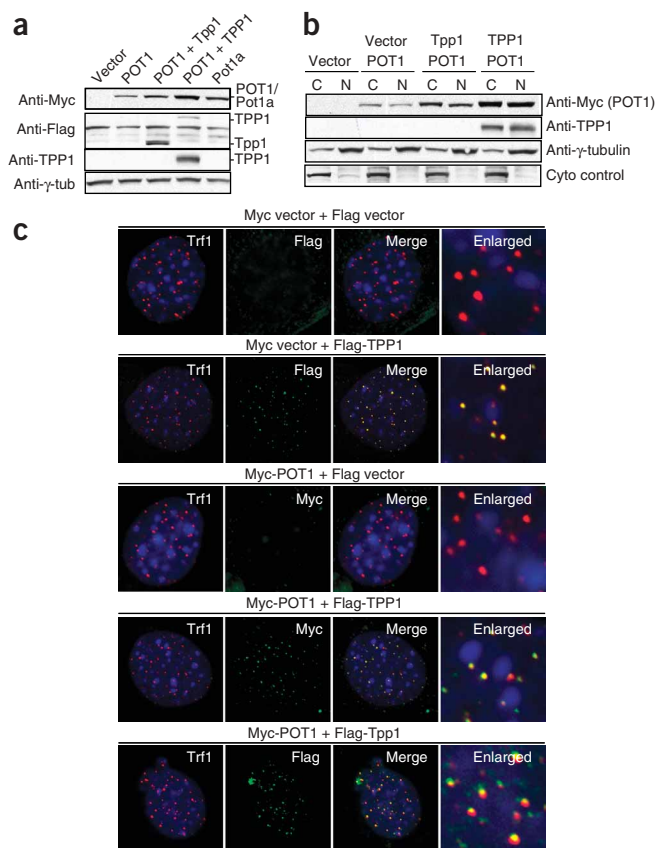 a
Vector
POT1
POT1 + Tpp1
POT1 + TPP1
Pot1a
Anti-Myc
POT1/
Pot1a
Anti-Flag
TPP1
Tpp1
Anti-TPP1
TPP1
Anti-γ-tub
b
Vector Tpp1 TPP1
Vector POT1 POT1 POT1
C N C N C N C N
Anti-Myc (POT1)
Anti-TPP1
Anti-γ-tubulin
Cyto control
c
Myc vector + Flag vector
Trf1 Flag Merge Enlarged
Myc vector + Flag-TPP1
Trf1 Flag Merge Enlarged
Myc-POT1 + Flag vector
Trf1 Myc Merge Enlarged
Myc-POT1 + Flag-TPP1
Trf1 Myc Merge Enlarged
Myc-POT1 + Flag-Tpp1
Trf1 Flag Merge Enlarged